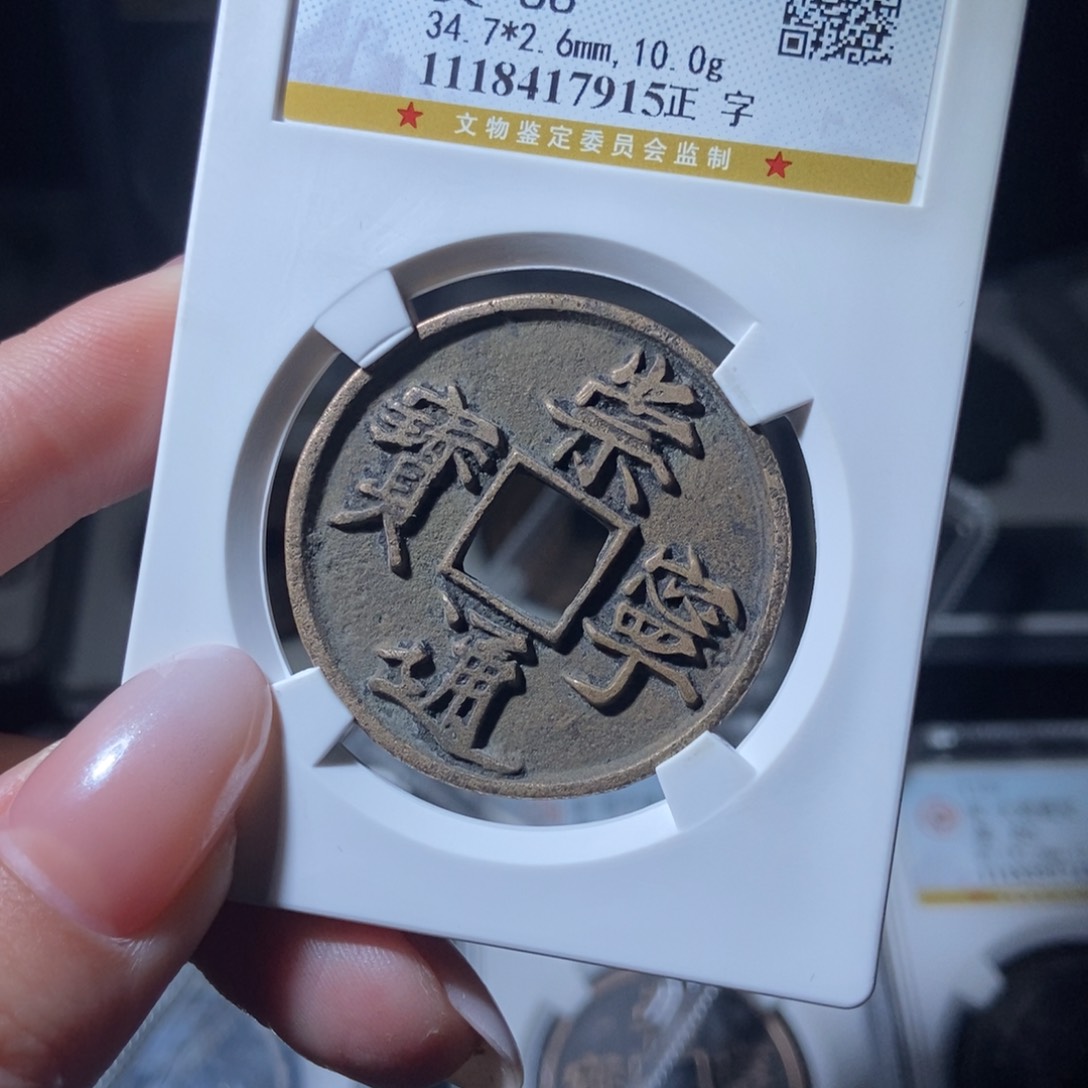 34.7*2.6mm,10.0g
1118417915正 字
★ 文物鉴定委员会监制 ★
崇寧通寶